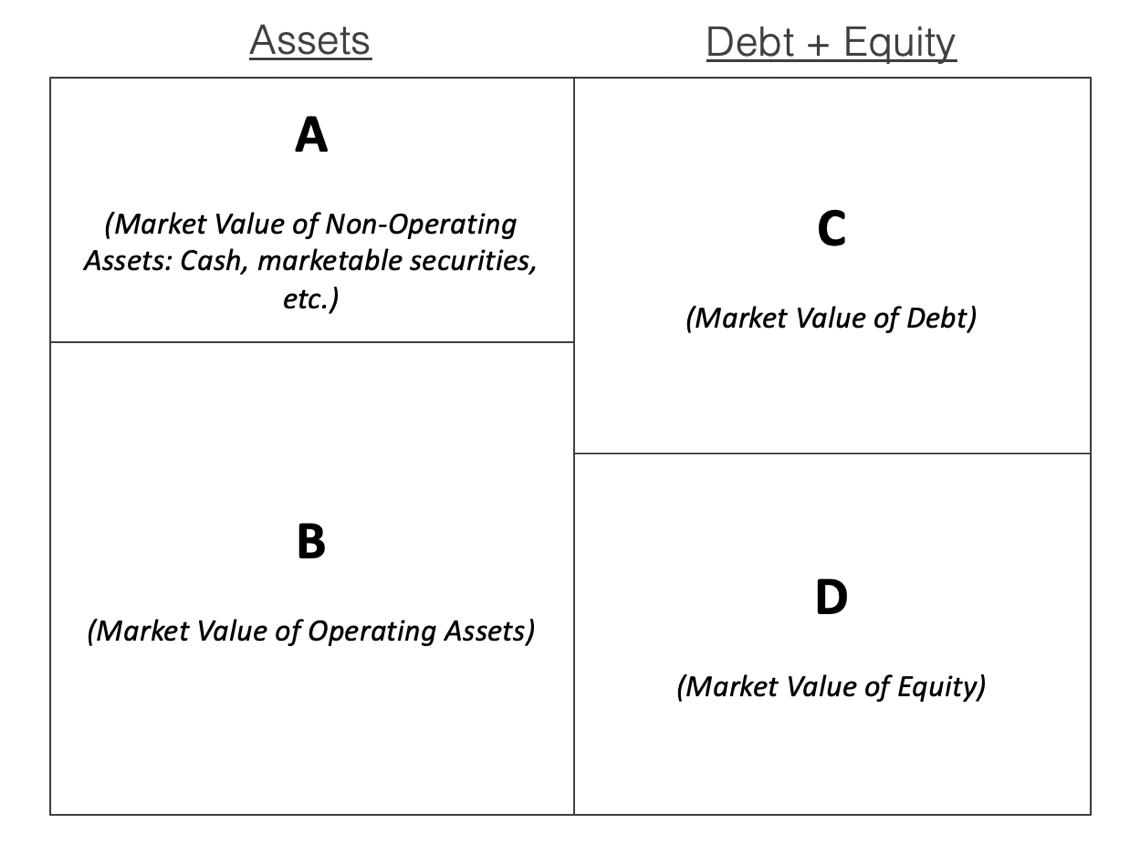 Assets
Debt + Equity
A
(Market Value of Non-Operating
Assets: Cash, marketable securities,
etc.)
B
(Market Value of Operating Assets)
C
(Market Value of Debt)
D
(Market Value of Equity)